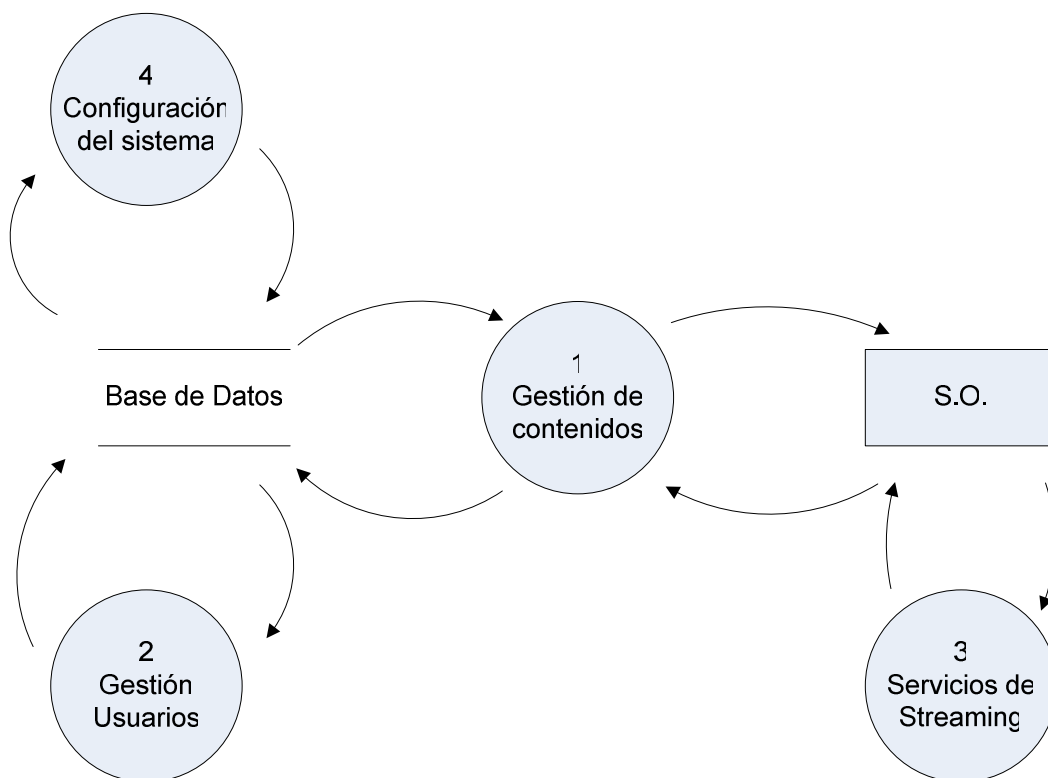 4
Configuración
del sistema
Base de Datos
1
Gestión de
contenidos
S.O.
2
Gestión
Usuarios
3
Servicios de
Streaming